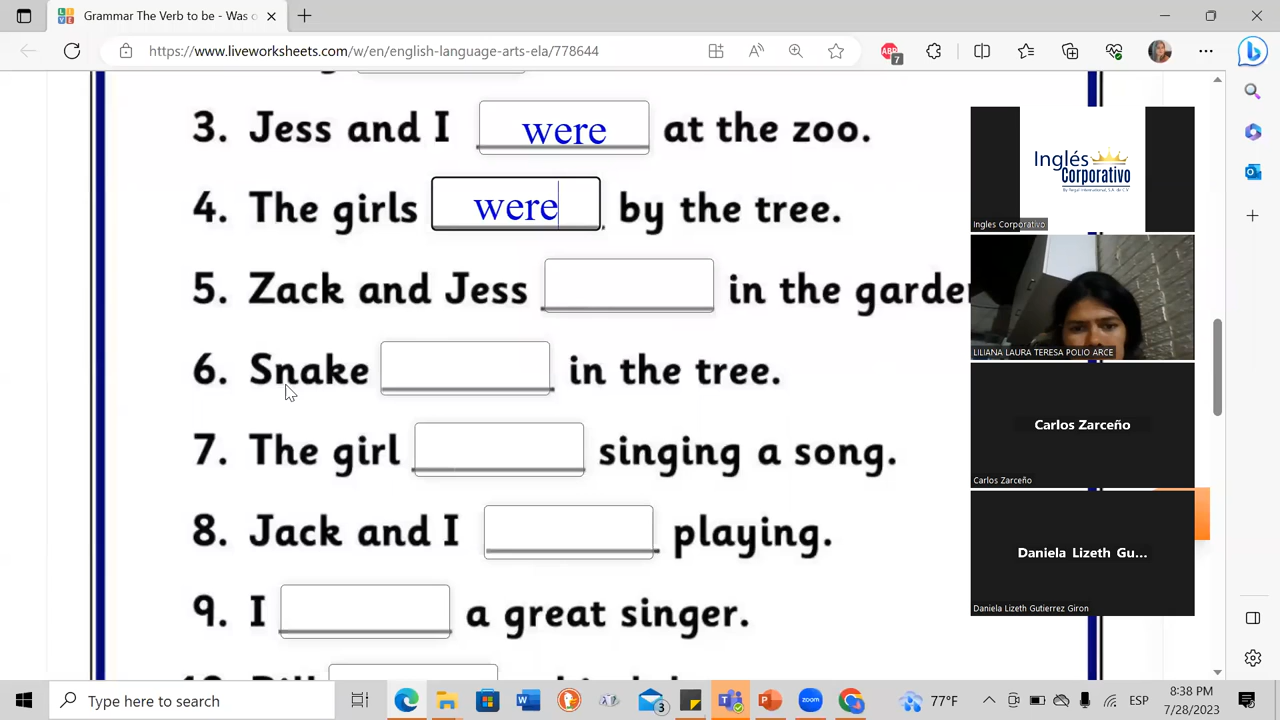 Grammar The Verb to be - Was o
https://www.liveworksheets.com/w/en/english-language-arts-ela/778644
7
3. Jess and I were at the zoo.
4. The girls were by the tree.
5. Zack and Jess in the garden
6. Snake in the tree.
7. The girl singing a song.
8. Jack and I playing.
9. I a great singer.
Inglés
Corporativo
Ingles Corporativo
LILIANA LAURA TERESA POLIO ARCE
Carlos Zarceño
Carlos Zarceño
Daniela Lizeth Gu...
Daniela Lizeth Gutierrez Giron
Type here to search
3
zoom
77°F
ESP
8:38 PM
7/28/2023